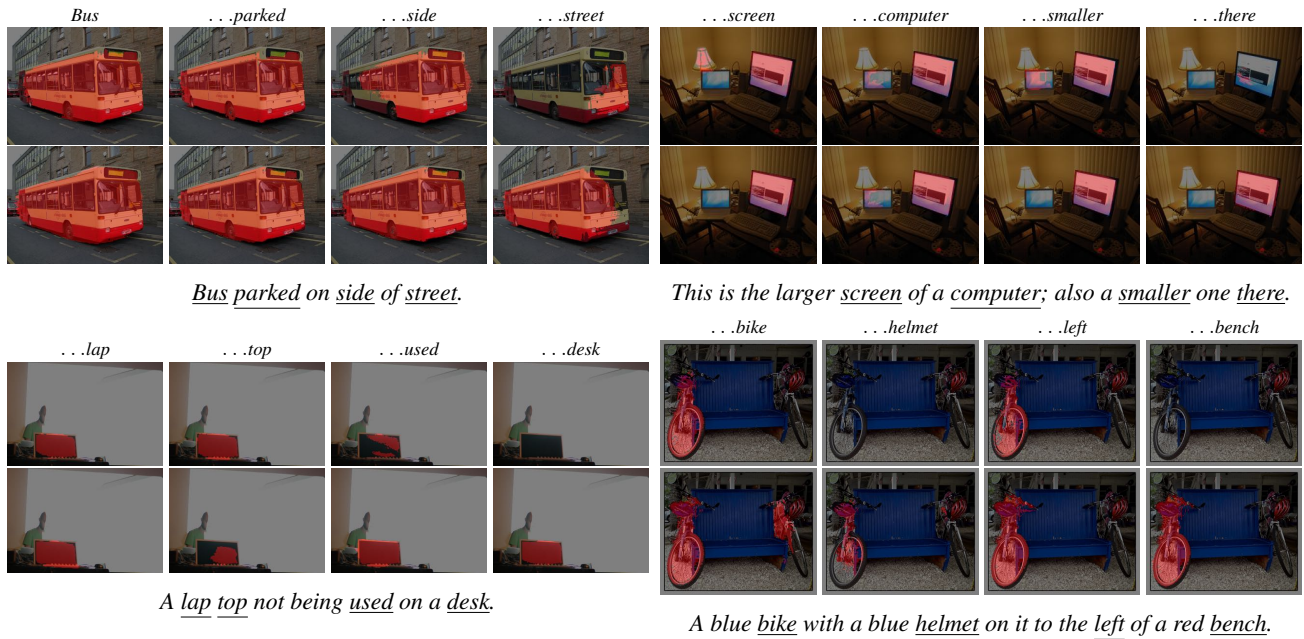 Bus ...parked ...side ...street
Bus parked on side of street.
...screen ...computer ...smaller ...there
This is the larger screen of a computer; also a smaller one there.
...lap ...top ...used ...desk
A lap top not being used on a desk.
...bike ...helmet ...left ...bench
A blue bike with a blue helmet on it to the left of a red bench.